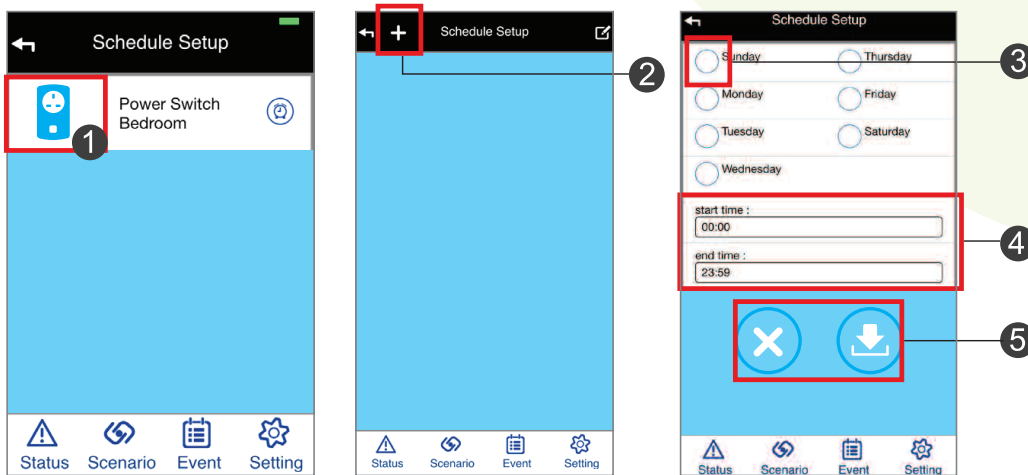 Schedule Setup
Power Switch
Bedroom
1
Status Scenario Event Setting
+ Schedule Setup
2
Status Scenario Event Setting
Schedule Setup
Sunday Thursday
3
Monday Friday
Tuesday Saturday
Wednesday
start time :
00:00
4
end time :
23:59
5
Status Scenario Event Setting